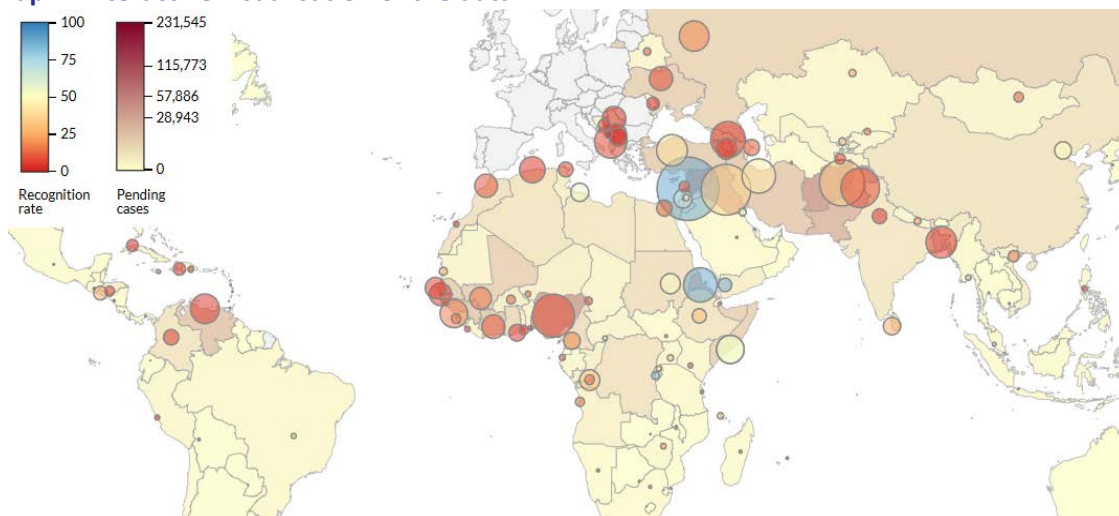 100
75
50
25
0
Recognition
rate
231,545
115,773
57,886
28,943
0
Pending
cases